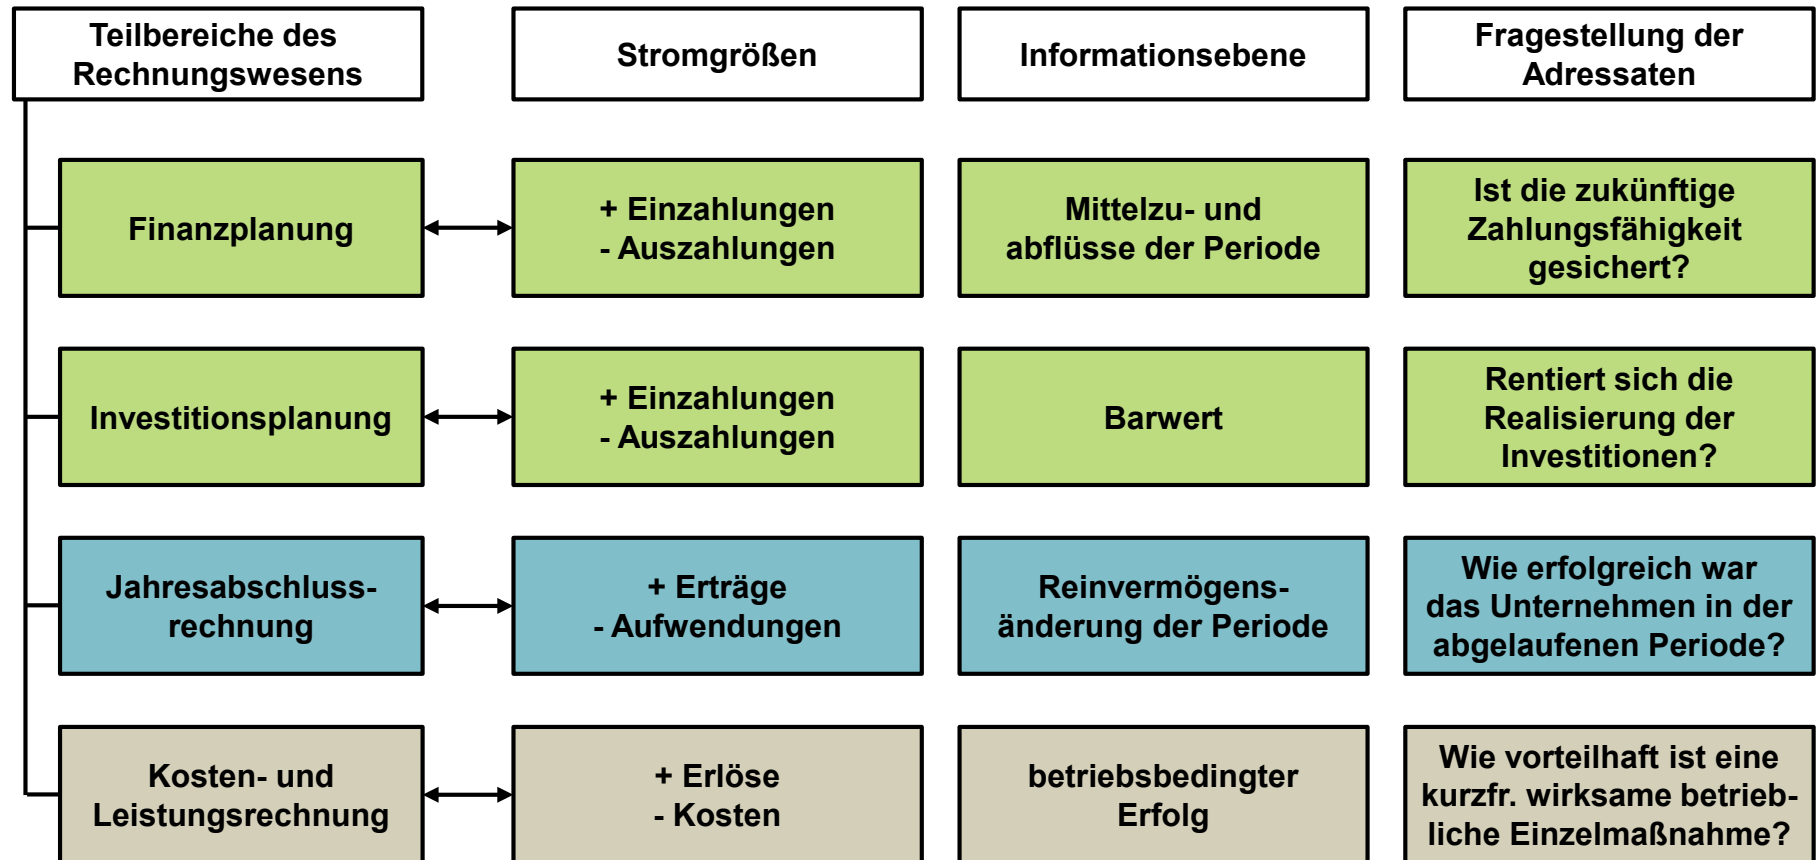 Teilbereiche des
Rechnungswesens
Stromgrößen
Informationsebene
Fragestellung der
Adressaten
Finanzplanung
+ Einzahlungen
- Auszahlungen
Mittelzu- und
abflüsse der Periode
Ist die zukünftige
Zahlungsfähigkeit
gesichert?
Investitionsplanung
+ Einzahlungen
- Auszahlungen
Barwert
Rentiert sich die
Realisierung der
Investitionen?
Jahresabschluss-
rechnung
+ Erträge
- Aufwendungen
Reinvermögens-
änderung der Periode
Wie erfolgreich war
das Unternehmen in der
abgelaufenen Periode?
Kosten- und
Leistungsrechnung
+ Erlöse
- Kosten
betriebsbedingter
Erfolg
Wie vorteilhaft ist eine
kurzfr. wirksame betrieb-
liche Einzelmaßnahme?